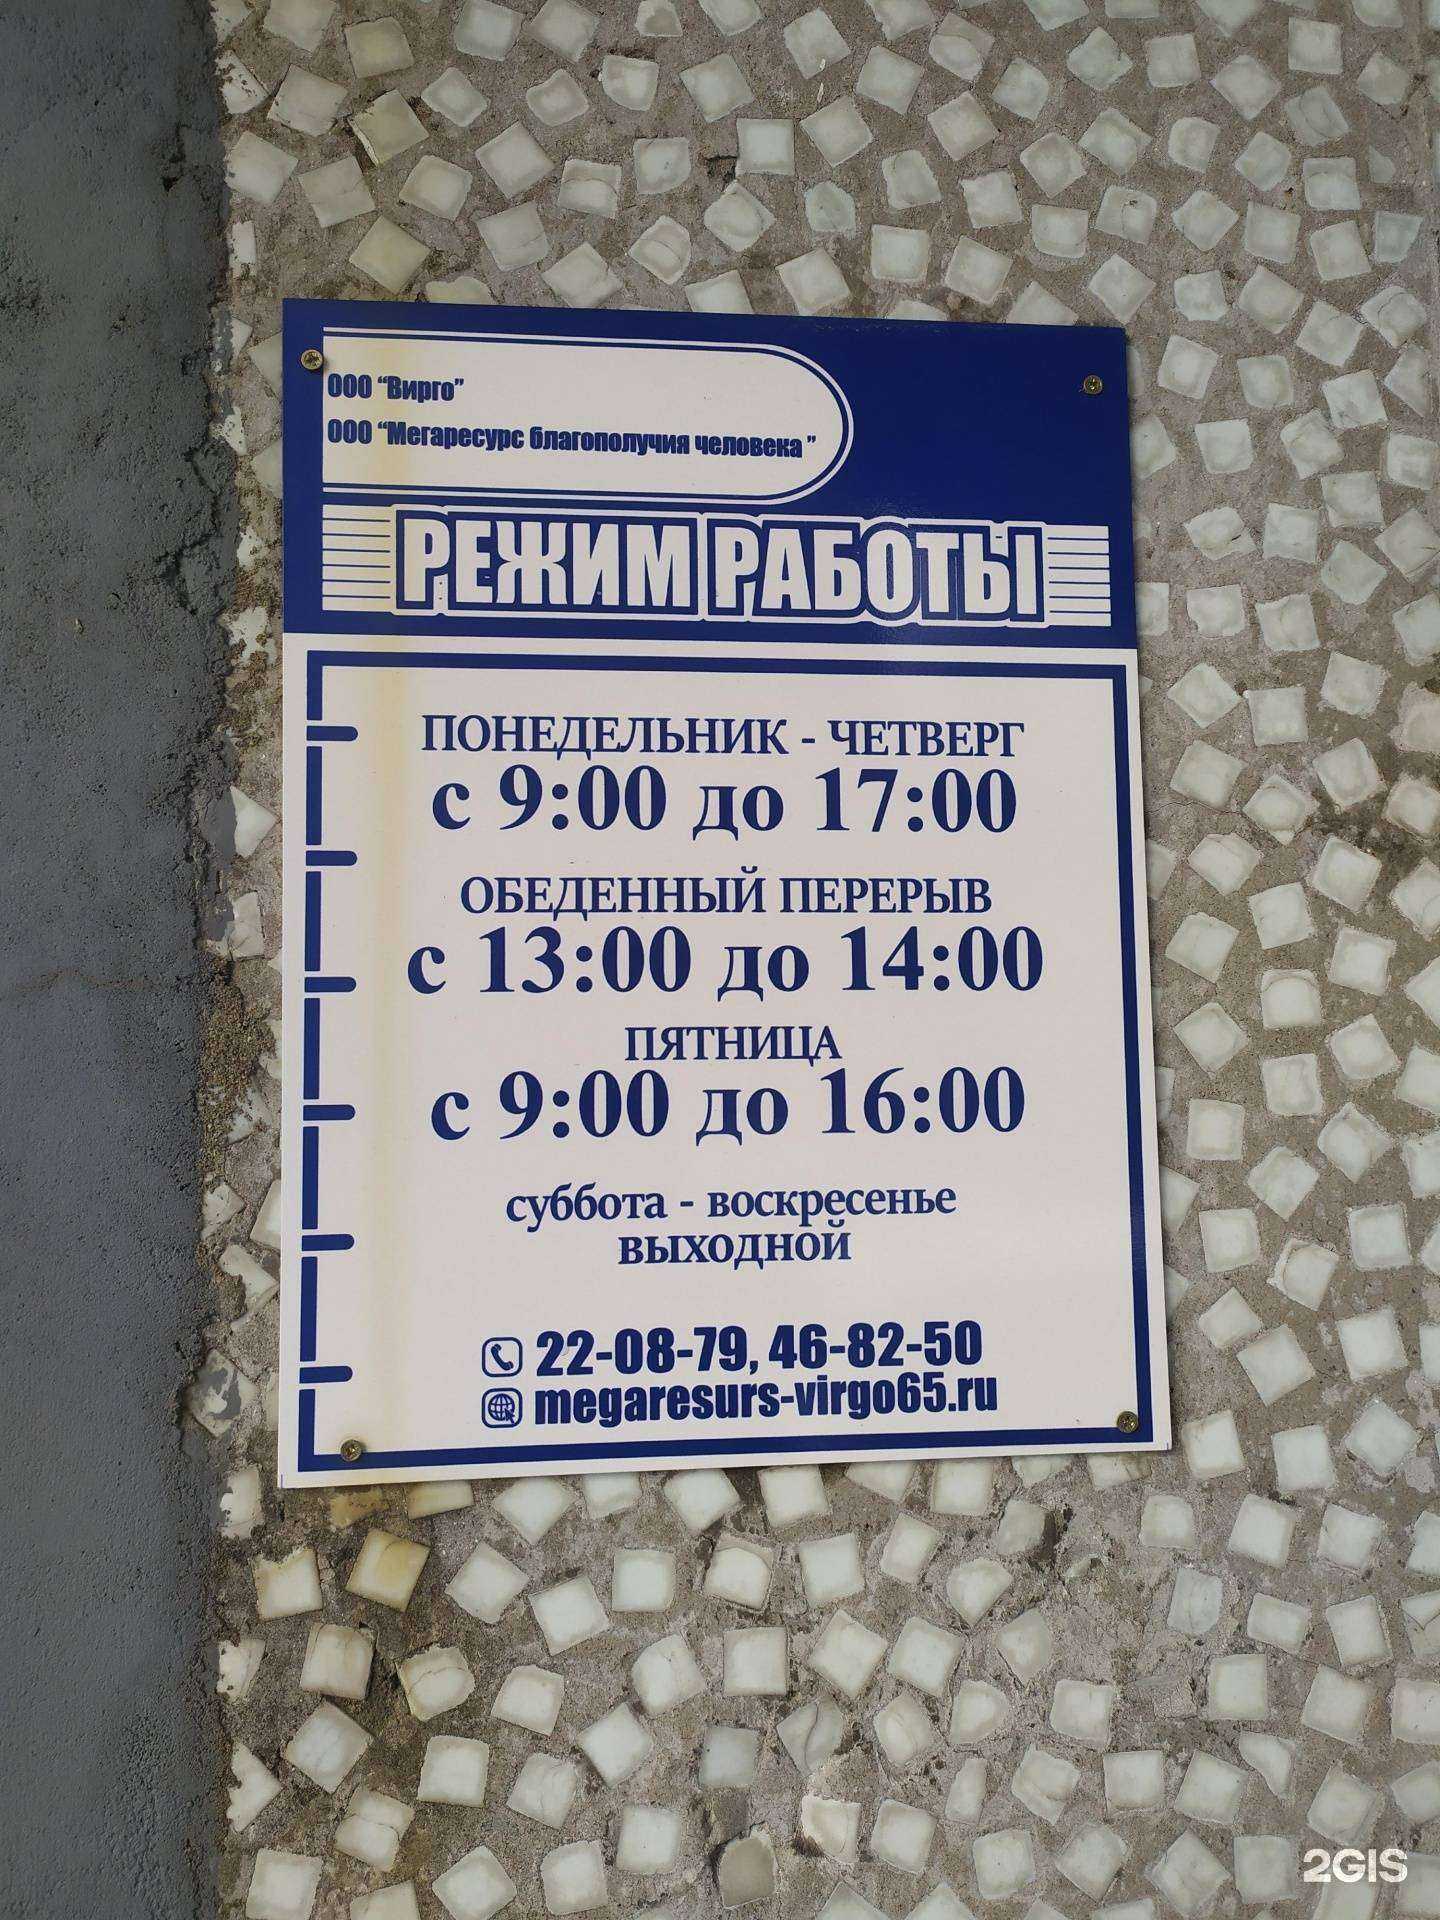 ООО “Вирго”
ООО “Мегаресурс благополучия человека ”
РЕЖИМ РАБОТЫ
ПОНЕДЕЛЬНИК - ЧЕТВЕРГ
с 9:00 до 17:00
ОБЕДЕННЫЙ ПЕРЕРЫВ
с 13:00 до 14:00
ПЯТНИЦА
с 9:00 до 16:00
суббота - воскресенье
выходной
22-08-79, 46-82-50
megaresurs-virgo65.ru
2GIS